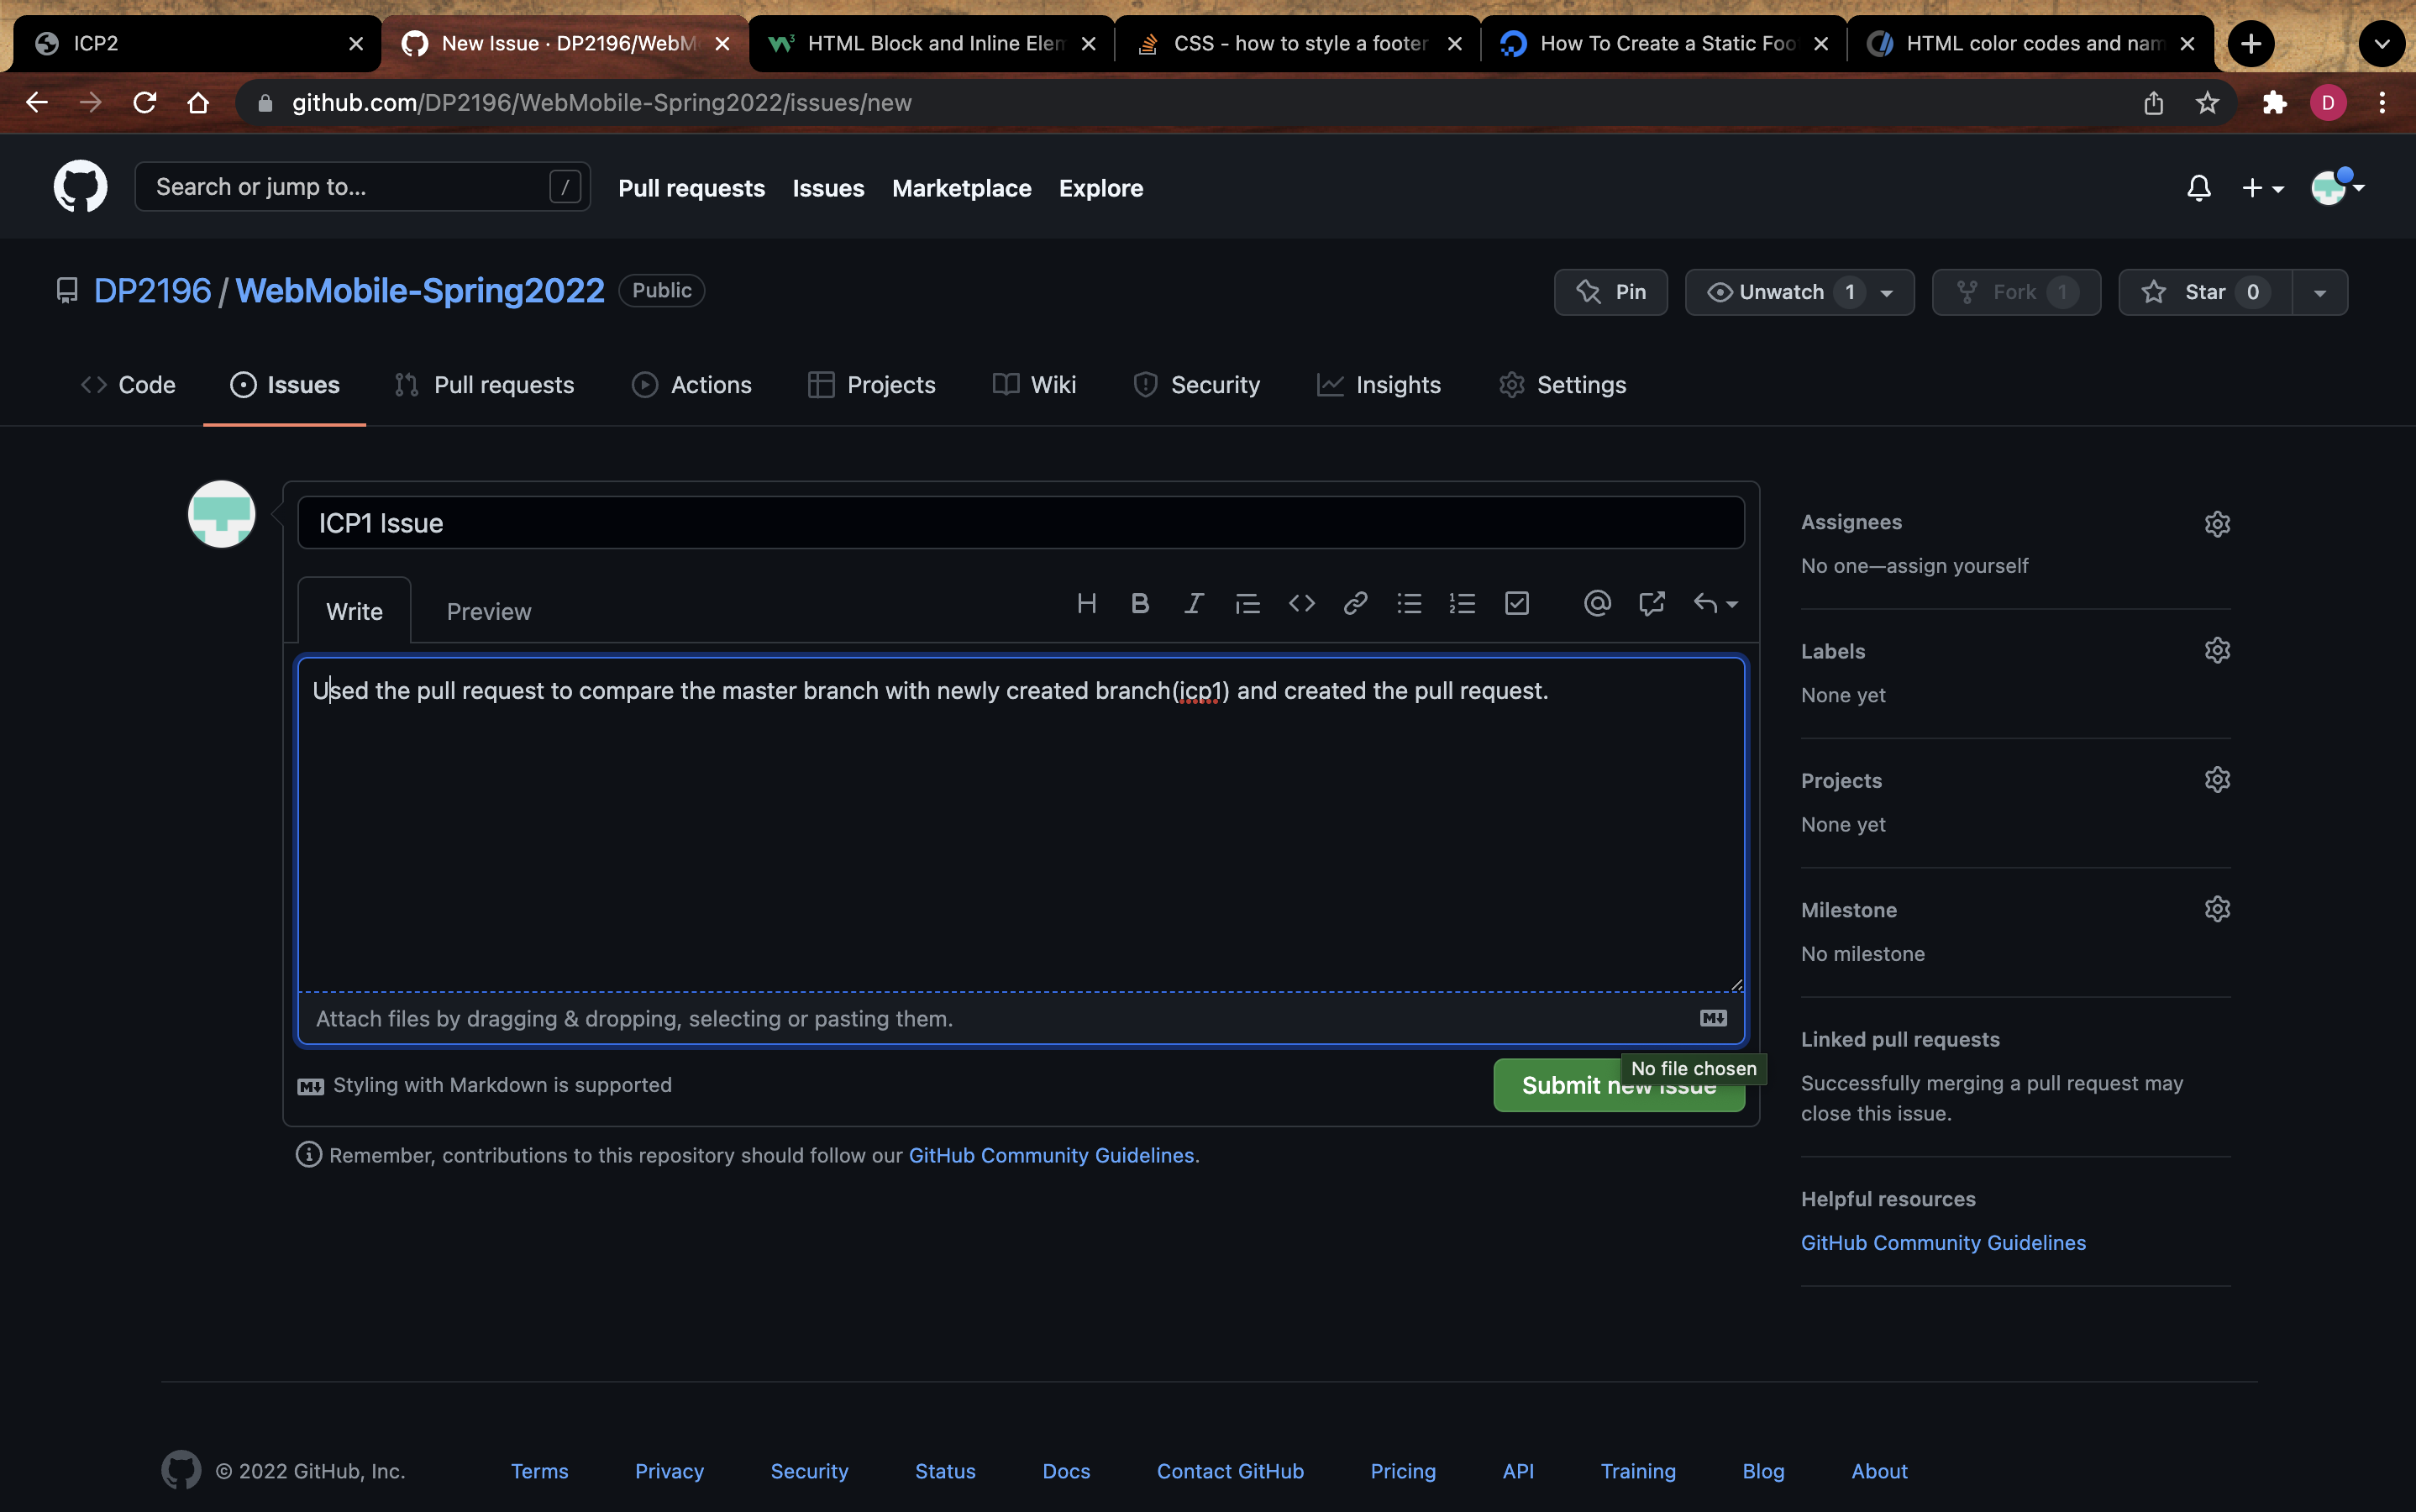 ICP2
New Issue · DP2196/WebM
HTML Block and Inline Elem
CSS - how to style a footer
How To Create a Static Foo
HTML color codes and nam
github.com/DP2196/WebMobile-Spring2022/issues/new
D
Search or jump to...
/
Pull requests
Issues
Marketplace
Explore
DP2196 / WebMobile-Spring2022
Public
Pin
Unwatch 1
Fork 1
Star 0
Code
Issues
Pull requests
Actions
Projects
Wiki
Security
Insights
Settings
ICP1 Issue
Write
Preview
Used the pull request to compare the master branch with newly created branch(icp1) and created the pull request.
Attach files by dragging & dropping, selecting or pasting them.
Styling with Markdown is supported
Submit new issue
No file chosen
Remember, contributions to this repository should follow our GitHub Community Guidelines.
Assignees
No one—assign yourself
Labels
None yet
Projects
None yet
Milestone
No milestone
Linked pull requests
Successfully merging a pull request may
close this issue.
Helpful resources
GitHub Community Guidelines
© 2022 GitHub, Inc.
Terms
Privacy
Security
Status
Docs
Contact GitHub
Pricing
API
Training
Blog
About